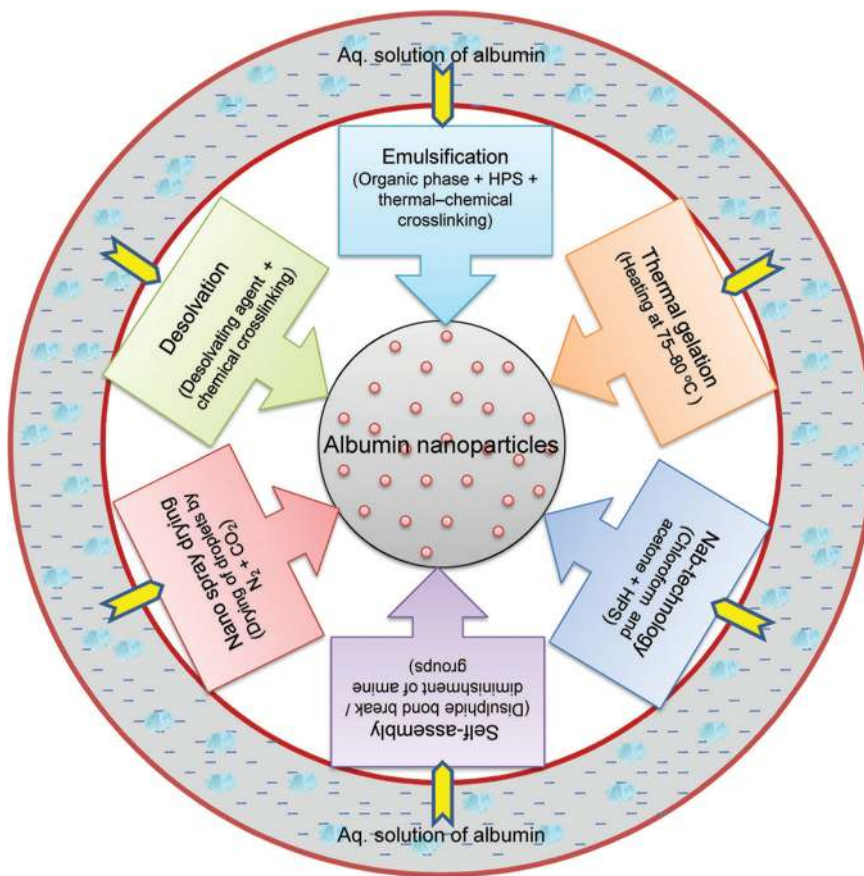 Aq. solution of albumin
Emulsification
(Organic phase + HPS +
thermal–chemical
crosslinking)
Desolvation
(Desolvating agent +
chemical crosslinking)
Thermal gelation
(Heating at 75–80 ºC )
Albumin nanoparticles
Nano spray drying
(Drying of droplets by
N₂ + CO₂)
Nab-technology
(Chloroform and
acetone + HPS)
Self-assembly
(Disulphide bond break /
diminishment of amine
groups)
Aq. solution of albumin